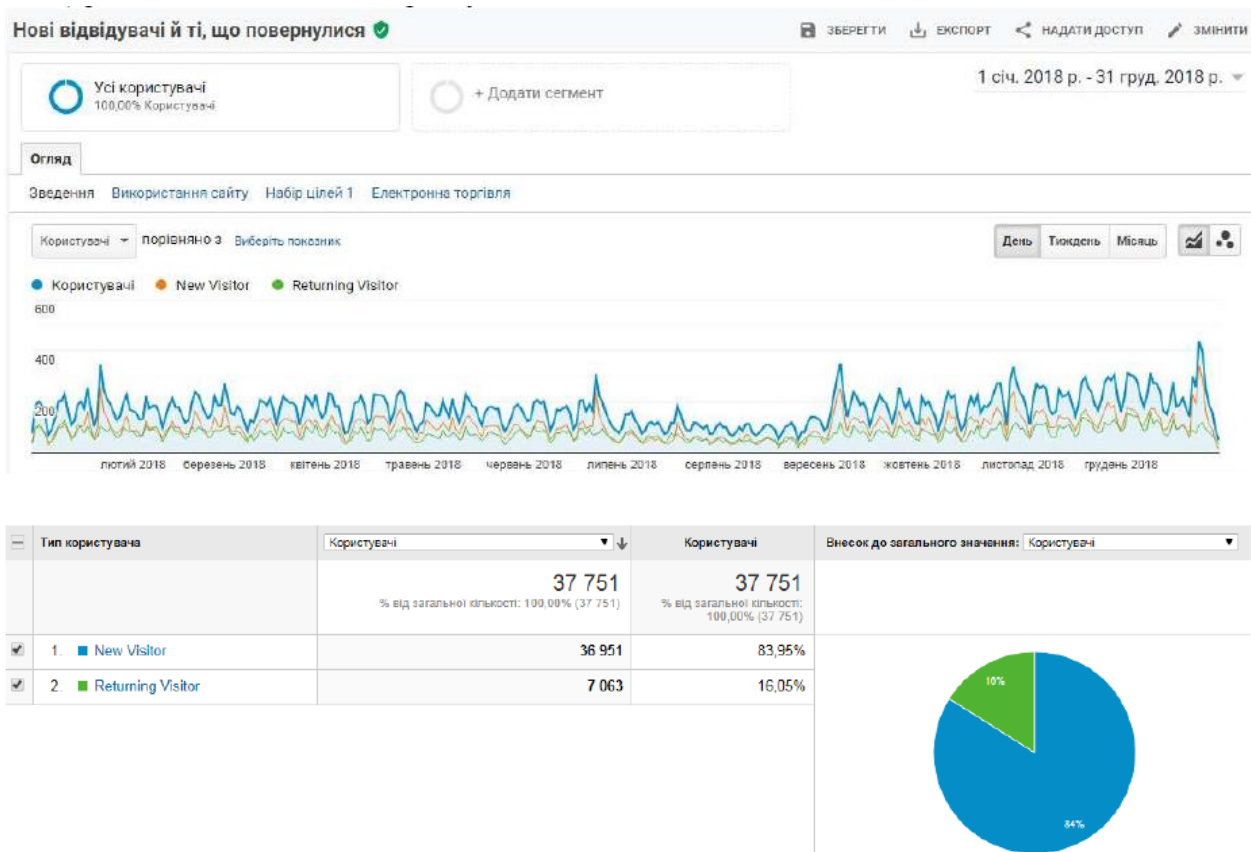 Нові відвідувачі й ті, що повернулися
ЗБЕРЕГТИ ЕКСПОРТ НАДАТИ ДОСТУП ЗМІНИТИ
Усі користувачі
100,00% Користувачі
+ Додати сегмент
1 січ. 2018 р. - 31 груд. 2018 р.
Огляд
Зведення Використання сайту Набір цілей 1 Електронна торгівля
Користувачі порівняно з Виберіть показник
День Тиждень Місяць
Користувачі New Visitor Returning Visitor
600
400
200
лютий 2018 березень 2018 квітень 2018 травень 2018 червень 2018 липень 2018 серпень 2018 вересень 2018 жовтень 2018 листопад 2018 грудень 2018
Тип користувача Користувачі Користувачі Внесок до загального значення: Користувачі
37 751 37 751
% від загальної кількості: 100,00% (37 751) % від загальної кількості:
100,00% (37 751)
1. New Visitor 36 951 83,95%
2. Returning Visitor 7 063 16,05%
16%
84%